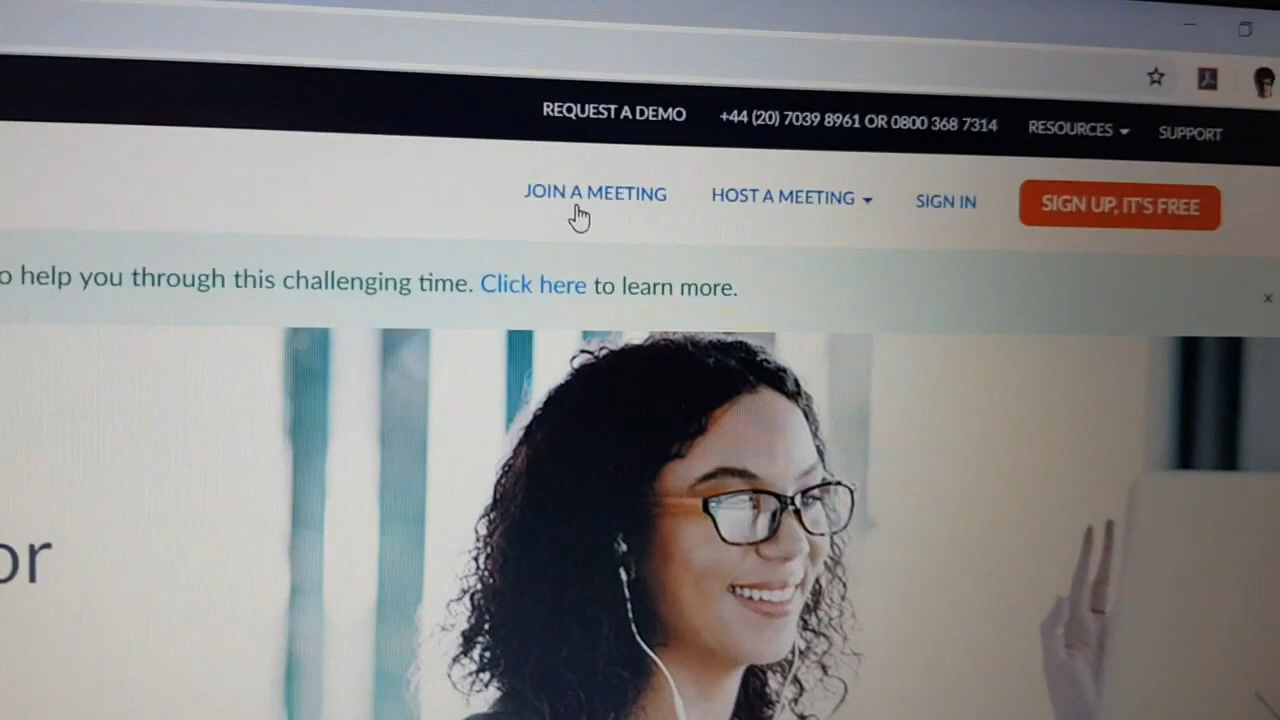 REQUEST A DEMO +44 (20) 7039 8961 OR 0800 368 7314 RESOURCES SUPPORT
JOIN A MEETING HOST A MEETING SIGN IN SIGN UP, IT'S FREE
o help you through this challenging time. Click here to learn more.
or